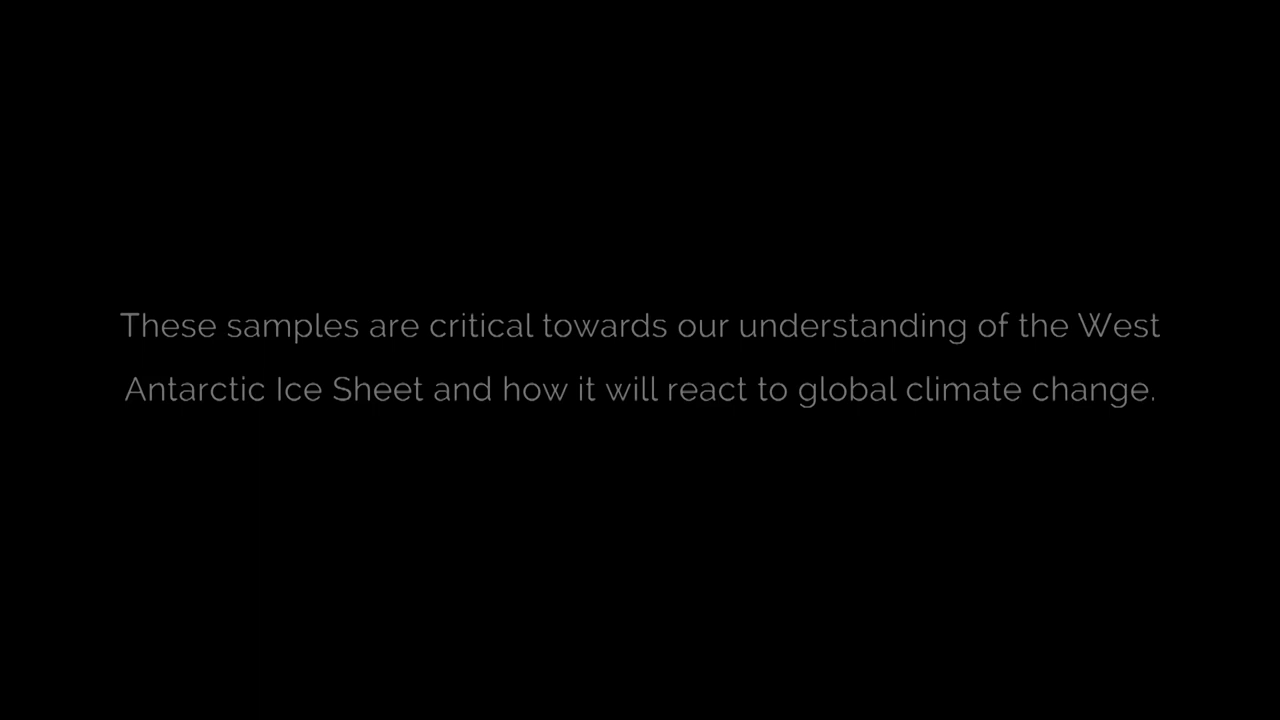 These samples are critical towards our understanding of the West
Antarctic Ice Sheet and how it will react to global climate change.